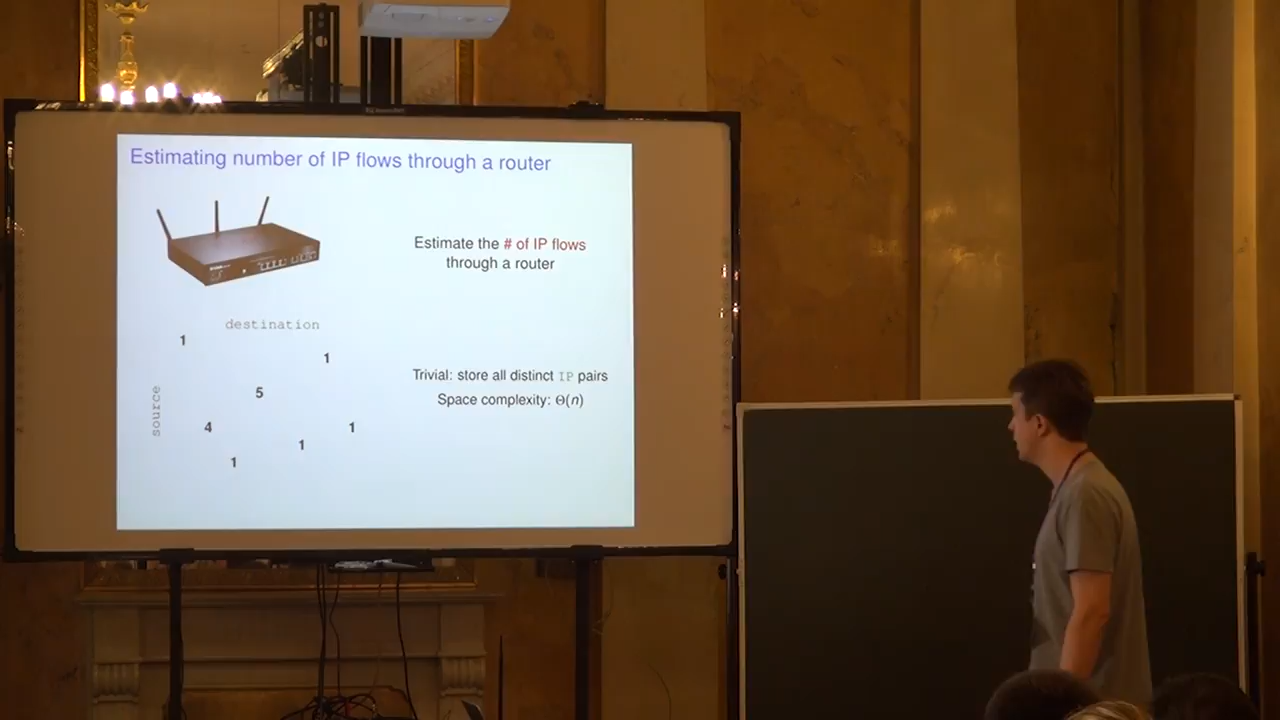 Estimating number of IP flows through a router
Estimate the # of IP flows
through a router
destination
1
1
5
source
4
1
1
1
Trivial: store all distinct IP pairs
Space complexity: Θ(n)